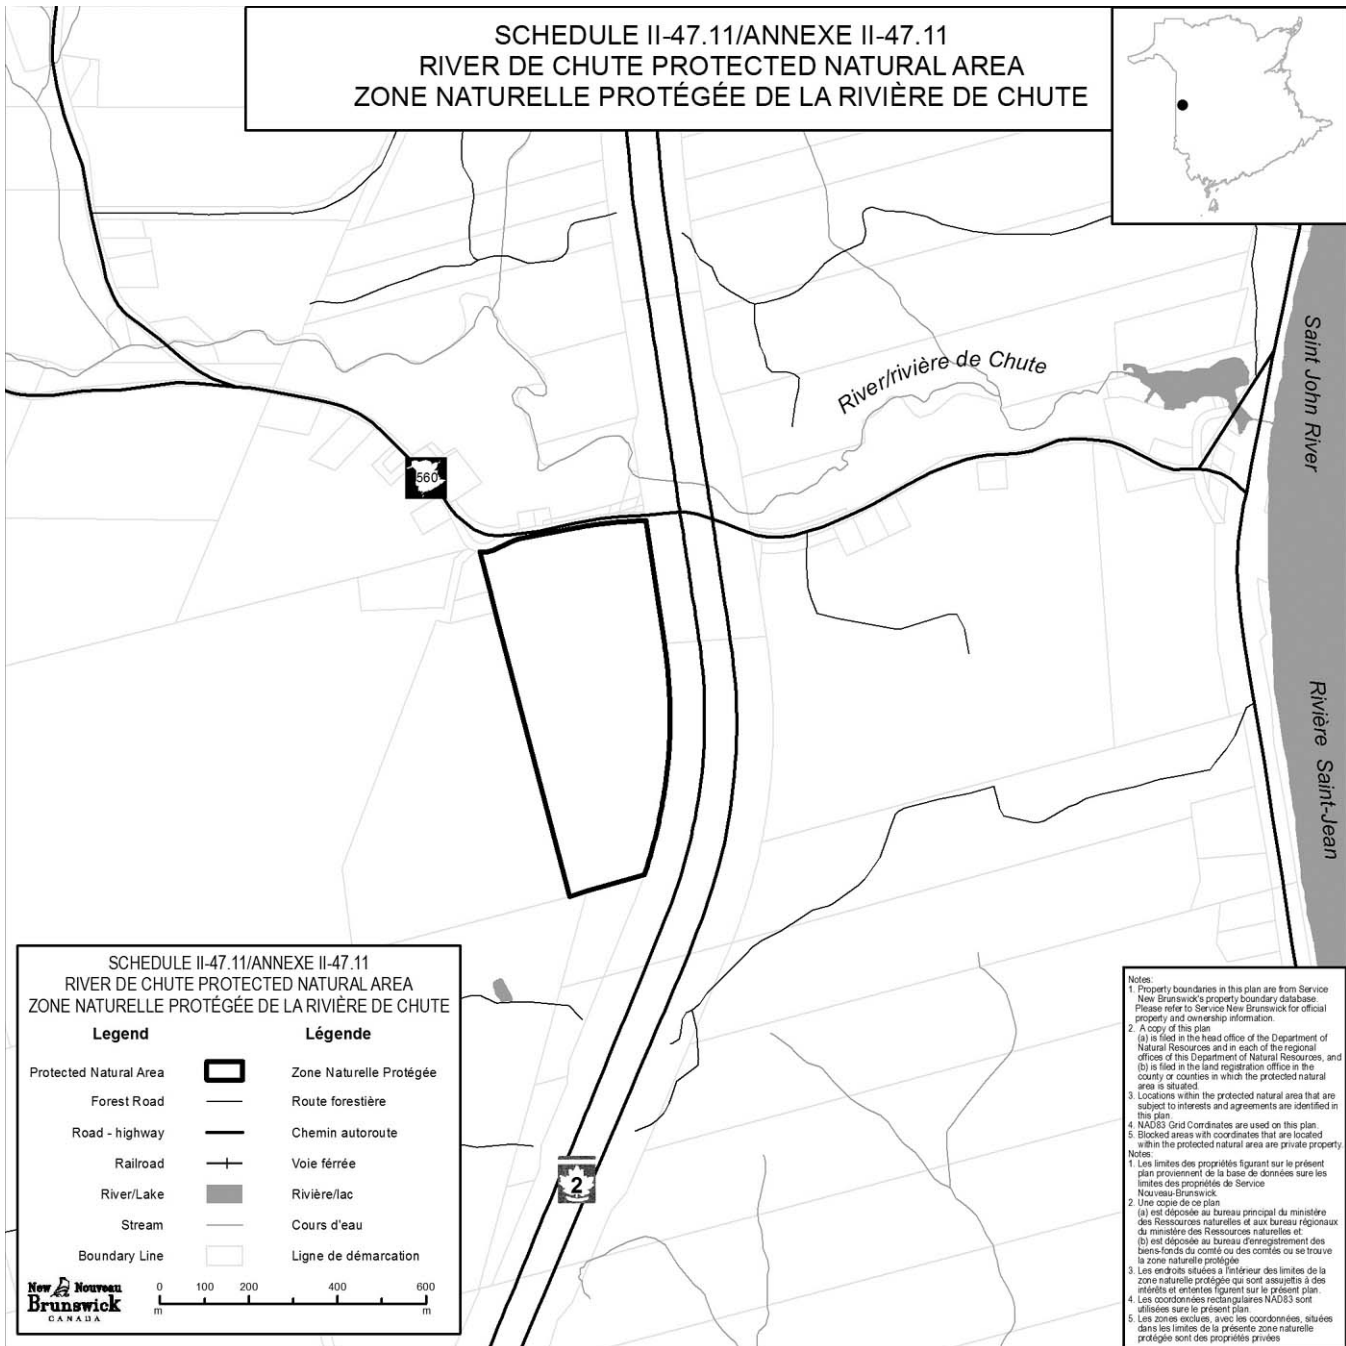 SCHEDULE II-47.11/ANNEXE II-47.11
RIVER DE CHUTE PROTECTED NATURAL AREA
ZONE NATURELLE PROTÉGÉE DE LA RIVIÈRE DE CHUTE
River/rivière de Chute
Saint John River
560
Rivière Saint-Jean
2
SCHEDULE II-47.11/ANNEXE II-47.11
RIVER DE CHUTE PROTECTED NATURAL AREA
ZONE NATURELLE PROTÉGÉE DE LA RIVIÈRE DE CHUTE
Legend Légende
Protected Natural Area Zone Naturelle Protégée
Forest Road Route forestière
Road - highway Chemin autoroute
Railroad Voie férrée
River/Lake Rivière/lac
Stream Cours d'eau
Boundary Line Ligne de démarcation
New Nouveau
Brunswick
CANADA
0 100 200 400 600
m m
Notes:
1. Property boundaries in this plan are from Service
New Brunswick's property boundary database.
Please refer to Service New Brunswick for official
property and ownership information.
2. A copy of this plan
(a) is filed in the head office of the Department of
Natural Resources and in each of the regional
offices of this Department of Natural Resources, and
(b) is filed in the land registration office in the
county or counties in which the protected natural
area is situated.
3. Locations within the protected natural area that are
subject to interests and agreements are identified in
this plan.
4. NAD83 Grid Corrdinates are used on this plan.
5. Blocked areas with coordinates that are located
within the protected natural area are private property.
Notes:
1. Les limites des propriétés figurant sur le présent
plan proviennent de la base de données sure les
limites des propriétés de Service
Nouveau-Brunswick.
2. Une copie de ce plan
(a) est déposée au bureau principal du ministère
des Ressources naturelles et aux bureau régionaux
du ministère des Ressources naturelles et:
(b) est déposée au bureau d'enregistrement des
biens-fonds du comté ou des comtés ou se trouve
la zone naturelle protégée
3. Les endroits situées a l'intérieur des limites de la
zone naturelle protégée qui sont assujettis à des
intérêts et ententes figurent sur le présent plan.
4. Les coordonnées rectangulaires NAD83 sont
utilisées sure le présent plan.
5. Les zones exclues, avec les coordonnées, situées
dans les limites de la présente zone naturelle
protégée sont des propriétés privées